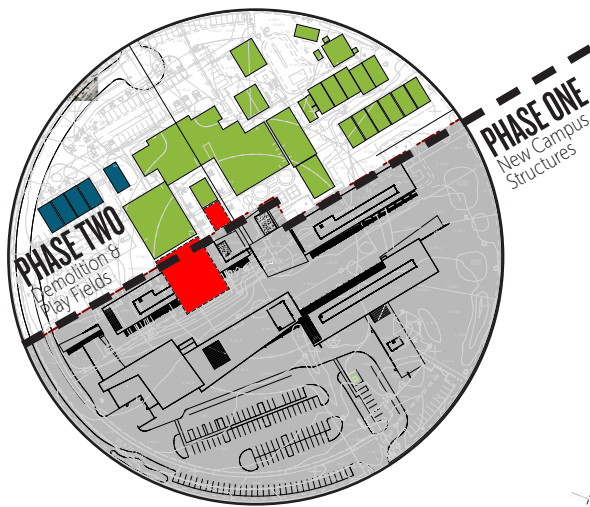 PHASE ONE
New Campus
Structures
PHASE TWO
Demolition &
Play Fields